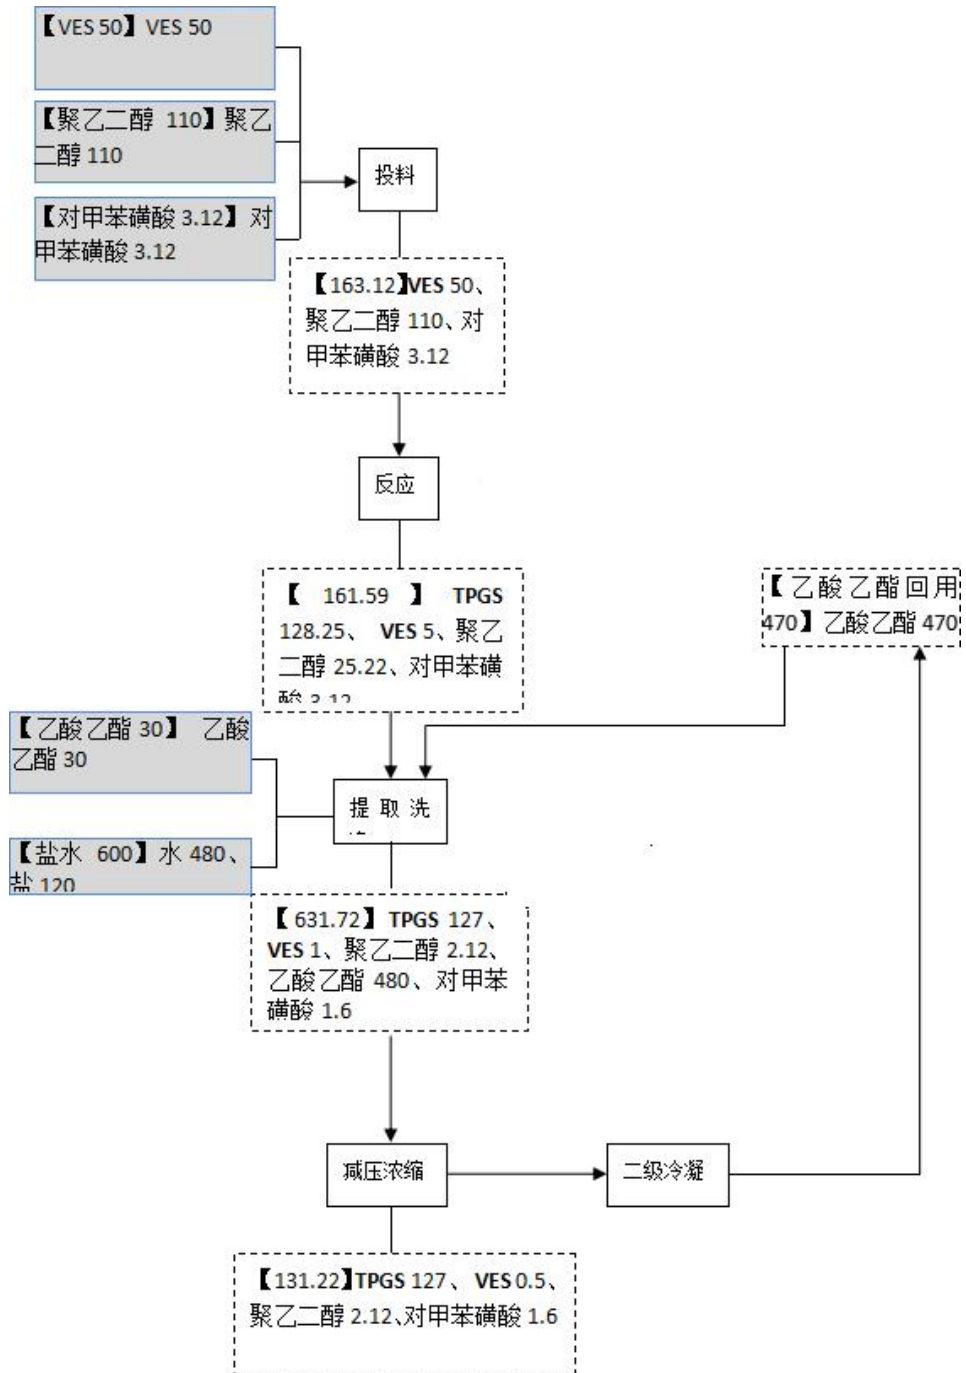 【VES 50】VES 50
【聚乙二醇 110】聚乙
二醇 110
【对甲苯磺酸 3.12】对
甲苯磺酸 3.12
投料
【163.12】VES 50、
聚乙二醇 110、对
甲苯磺酸 3.12
反应
【 161.59 】 TPGS
128.25、 VES 5、聚乙
二醇 25.22、对甲苯磺
酸 3.12
【乙酸乙酯回用
470】乙酸乙酯 470
【乙酸乙酯 30】 乙酸
乙酯 30
提取洗
【盐水 600】水 480、
盐 120
【631.72】TPGS 127、
VES 1、聚乙二醇 2.12、
乙酸乙酯 480、对甲苯
磺酸 1.6
减压浓缩
二级冷凝
【131.22】TPGS 127、 VES 0.5、
聚乙二醇 2.12、对甲苯磺酸 1.6